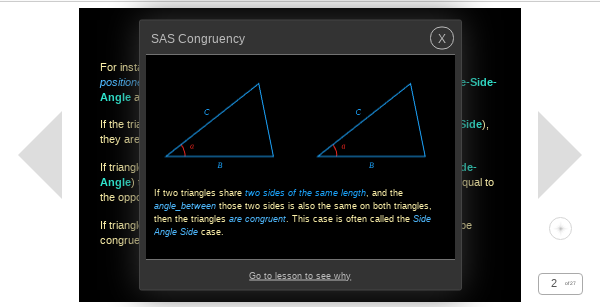 SAS Congruency
X
For insta
position
e-Side-
Angle a
C
C
B
B
If the tria
Side),
they are
If triangl
de-
Angle) t
qual to
the oppo
If triangl
be
congrue
If two triangles share two sides of the same length, and the
angle_between those two sides is also the same on both triangles,
then the triangles are congruent. This case is often called the Side
Angle Side case.
Go to lesson to see why
2 of 27